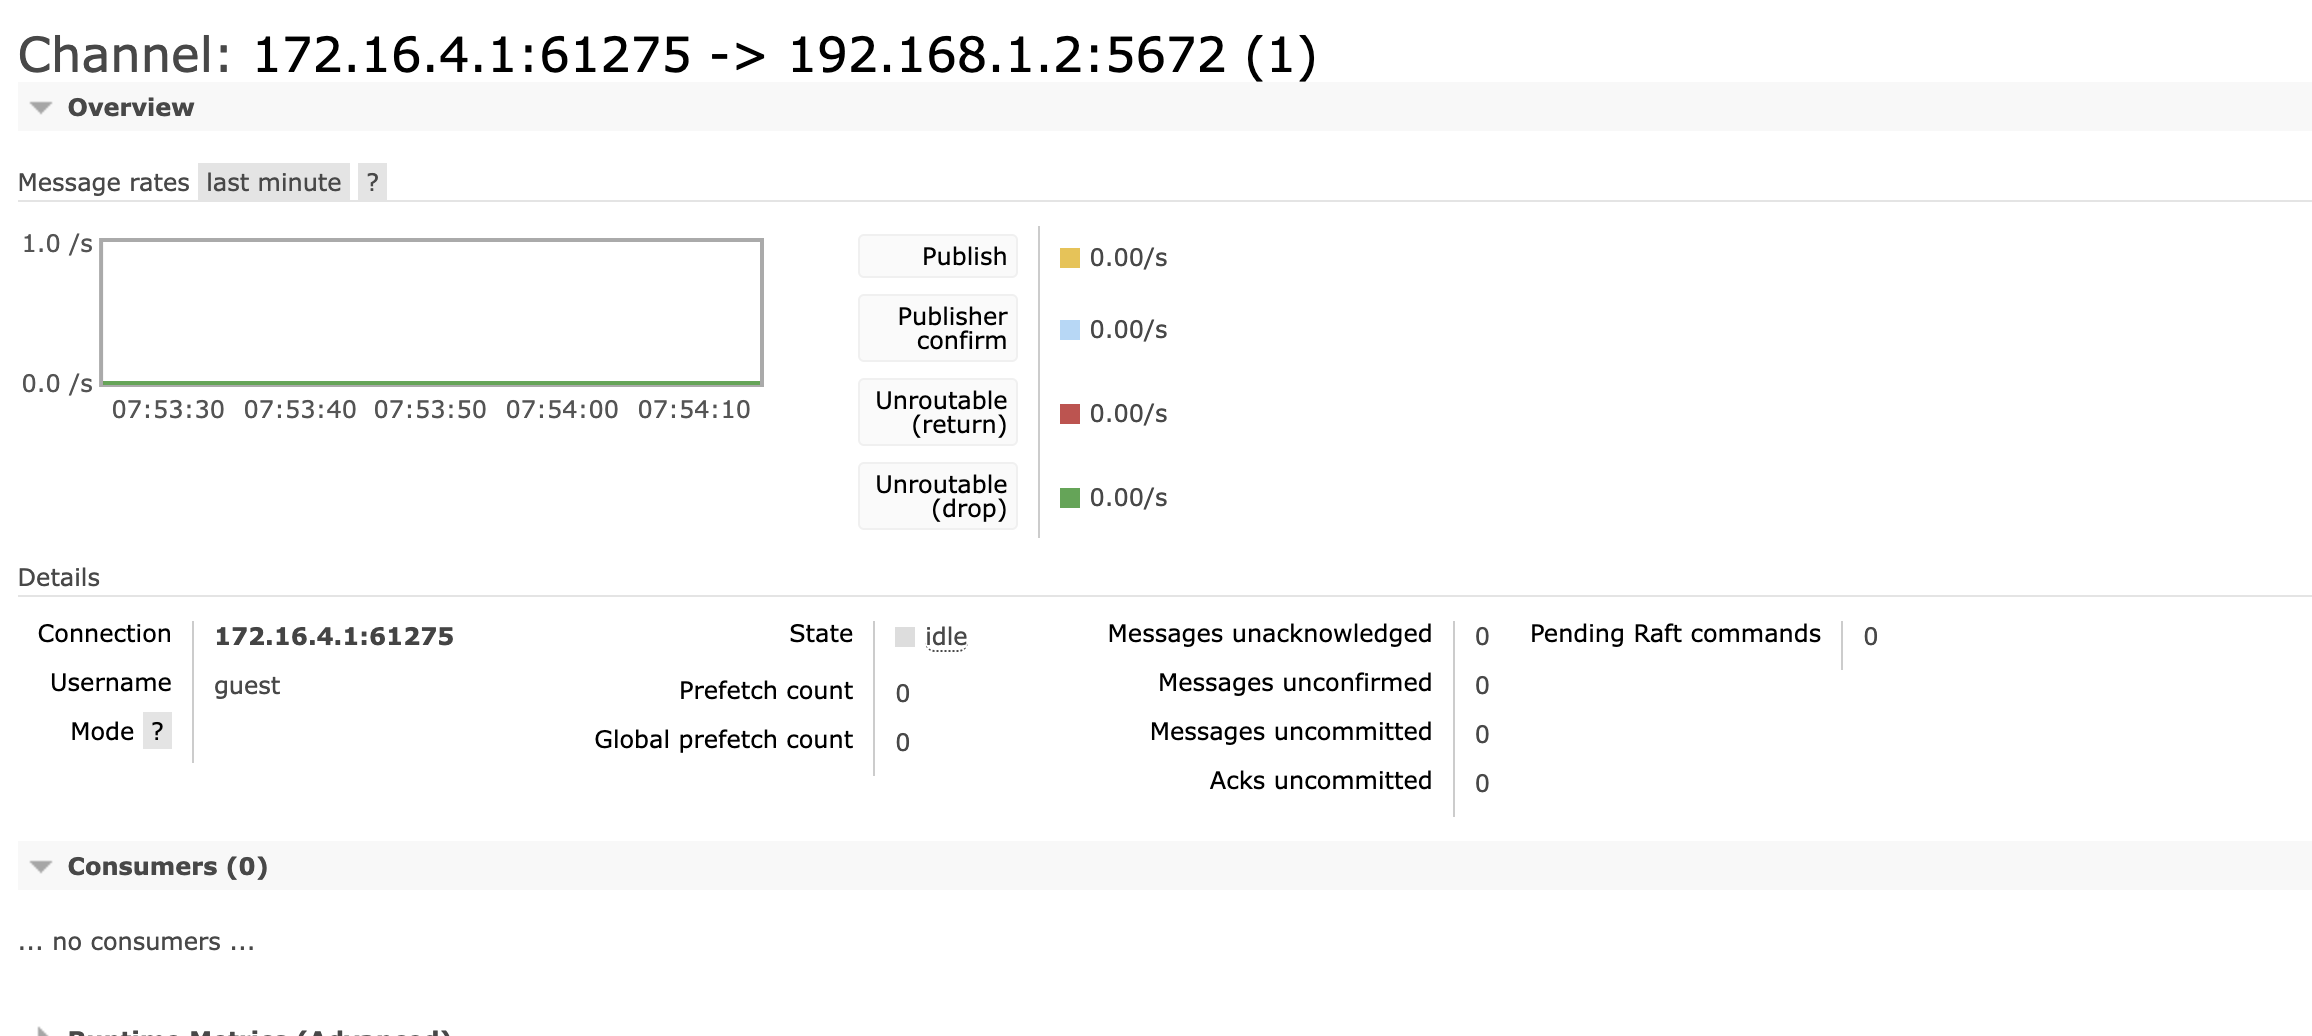 Channel: 172.16.4.1:61275 -> 192.168.1.2:5672 (1)
Overview
Message rates last minute ?
1.0 /s
0.0 /s
07:53:30 07:53:40 07:53:50 07:54:00 07:54:10
Publish 0.00/s
Publisher
confirm 0.00/s
Unroutable
(return) 0.00/s
Unroutable
(drop) 0.00/s
Details
Connection 172.16.4.1:61275
Username guest
Mode ?
State idle
Prefetch count 0
Global prefetch count 0
Messages unacknowledged 0
Messages unconfirmed 0
Messages uncommitted 0
Acks uncommitted 0
Pending Raft commands 0
Consumers (0)
... no consumers ...
Runtime Metrics (Advanced)